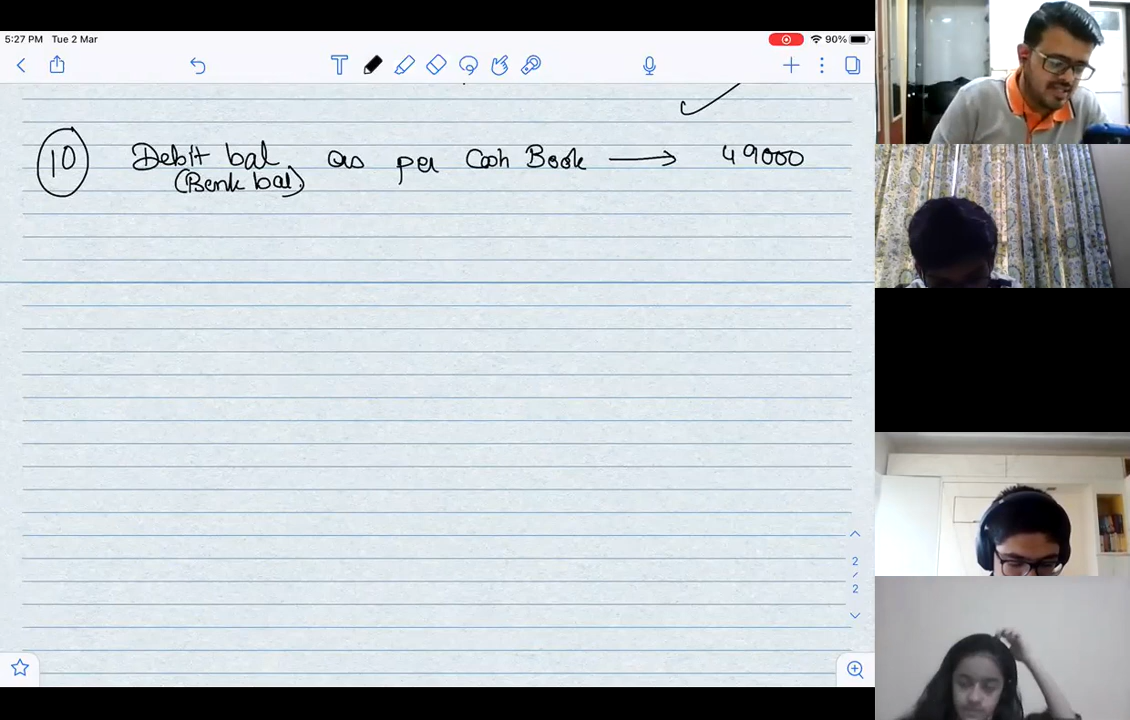 5:27 PM Tue 2 Mar
90%
10 Debit bal as per Cash Book → 49000
(Bank bal)
2
2